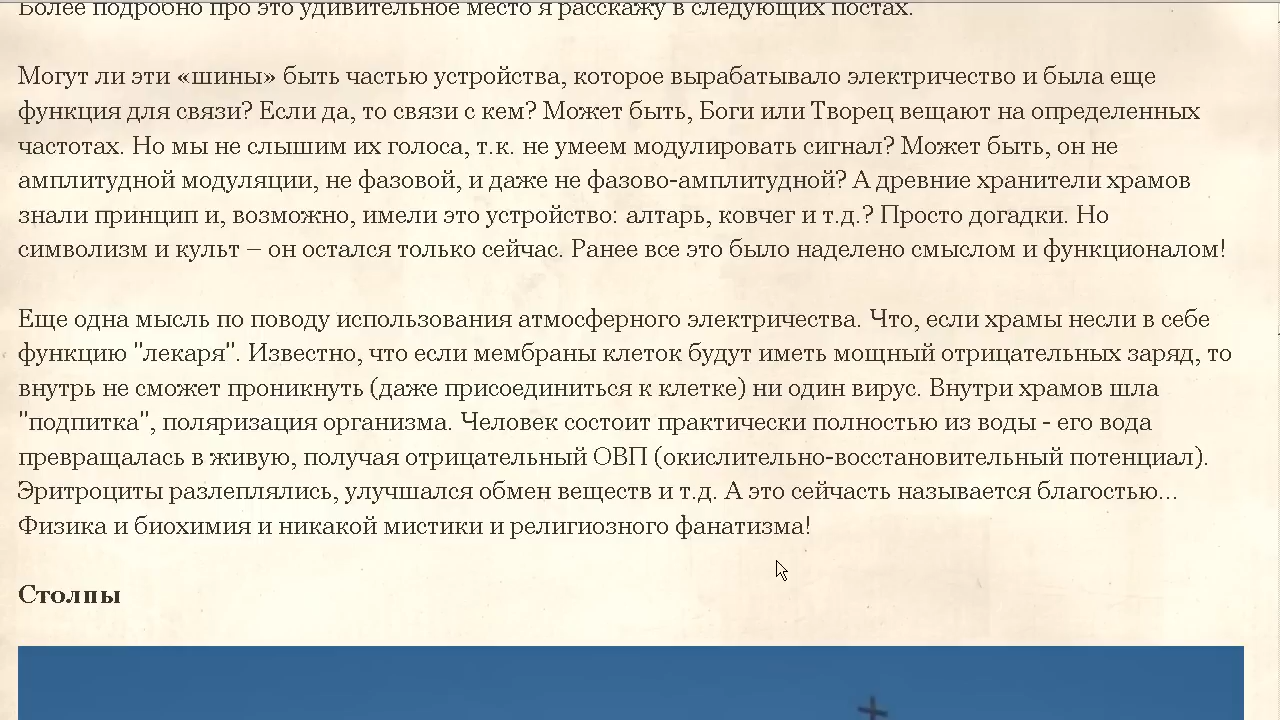 Более подробно про это удивительное место я расскажу в следующих постах.
Могут ли эти «шины» быть частью устройства, которое вырабатывало электричество и была еще
функция для связи? Если да, то связи с кем? Может быть, Боги или Творец вещают на определенных
частотах. Но мы не слышим их голоса, т.к. не умеем модулировать сигнал? Может быть, он не
амплитудной модуляции, не фазовой, и даже не фазово-амплитудной? А древние хранители храмов
знали принцип и, возможно, имели это устройство: алтарь, ковчег и т.д.? Просто догадки. Но
символизм и культ – он остался только сейчас. Ранее все это было наделено смыслом и функционалом!
Еще одна мысль по поводу использования атмосферного электричества. Что, если храмы несли в себе
функцию "лекаря". Известно, что если мембраны клеток будут иметь мощный отрицательных заряд, то
внутрь не сможет проникнуть (даже присоединиться к клетке) ни один вирус. Внутри храмов шла
"подпитка", поляризация организма. Человек состоит практически полностью из воды - его вода
превращалась в живую, получая отрицательный ОВП (окислительно-восстановительный потенциал).
Эритроциты разлеплялись, улучшался обмен веществ и т.д. А это сейчасть называется благостью...
Физика и биохимия и никакой мистики и религиозного фанатизма!
Столпы